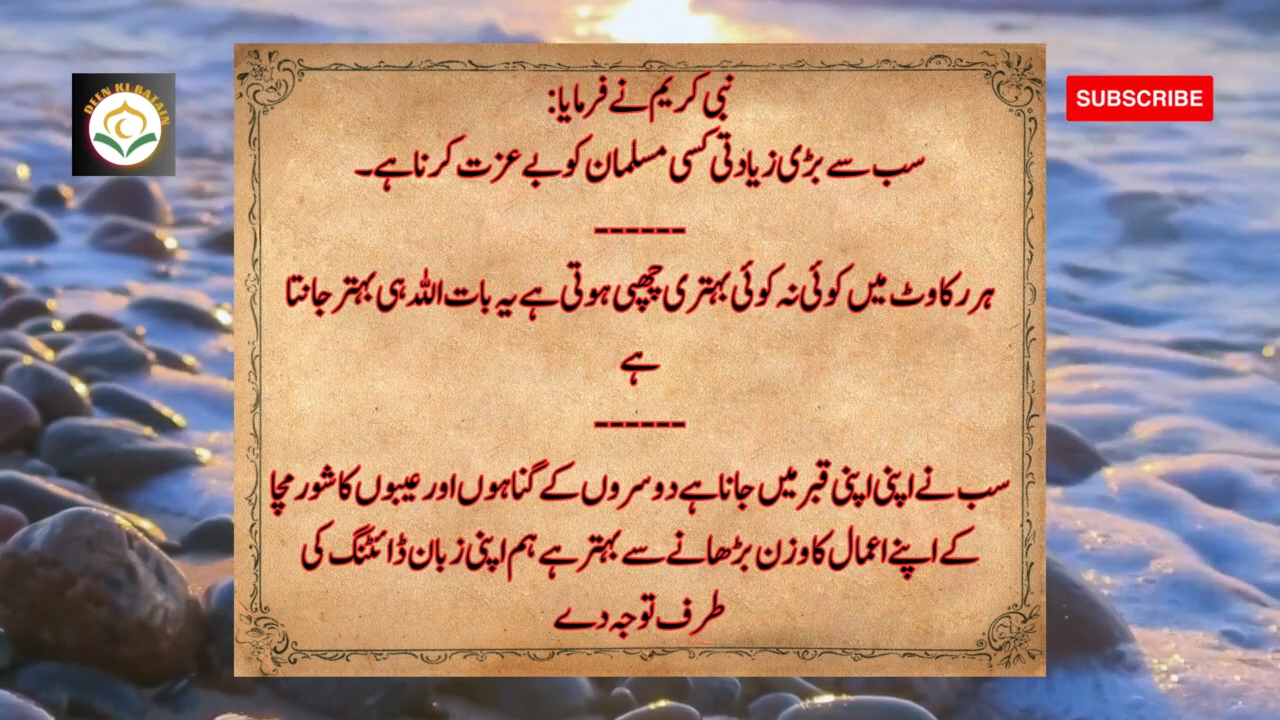 DEEN KI BATAIN
SUBSCRIBE
نبی کریم نے فرمایا:
سب سے بڑی زیادتی کسی مسلمان کو بے عزت کرنا ہے۔
------
ہر رکاوٹ میں کوئی نہ کوئی بہتری چھپی ہوتی ہے یہ بات اللہ ہی بہتر جانتا
ہے
------
سب نے اپنی اپنی قبر میں جانا ہے دوسروں کے گناہوں اور عیبوں کا شور مچا
کے اپنے اعمال کا وزن بڑھانے سے بہتر ہے ہم اپنی زبان ڈائٹنگ کی
طرف توجہ دے